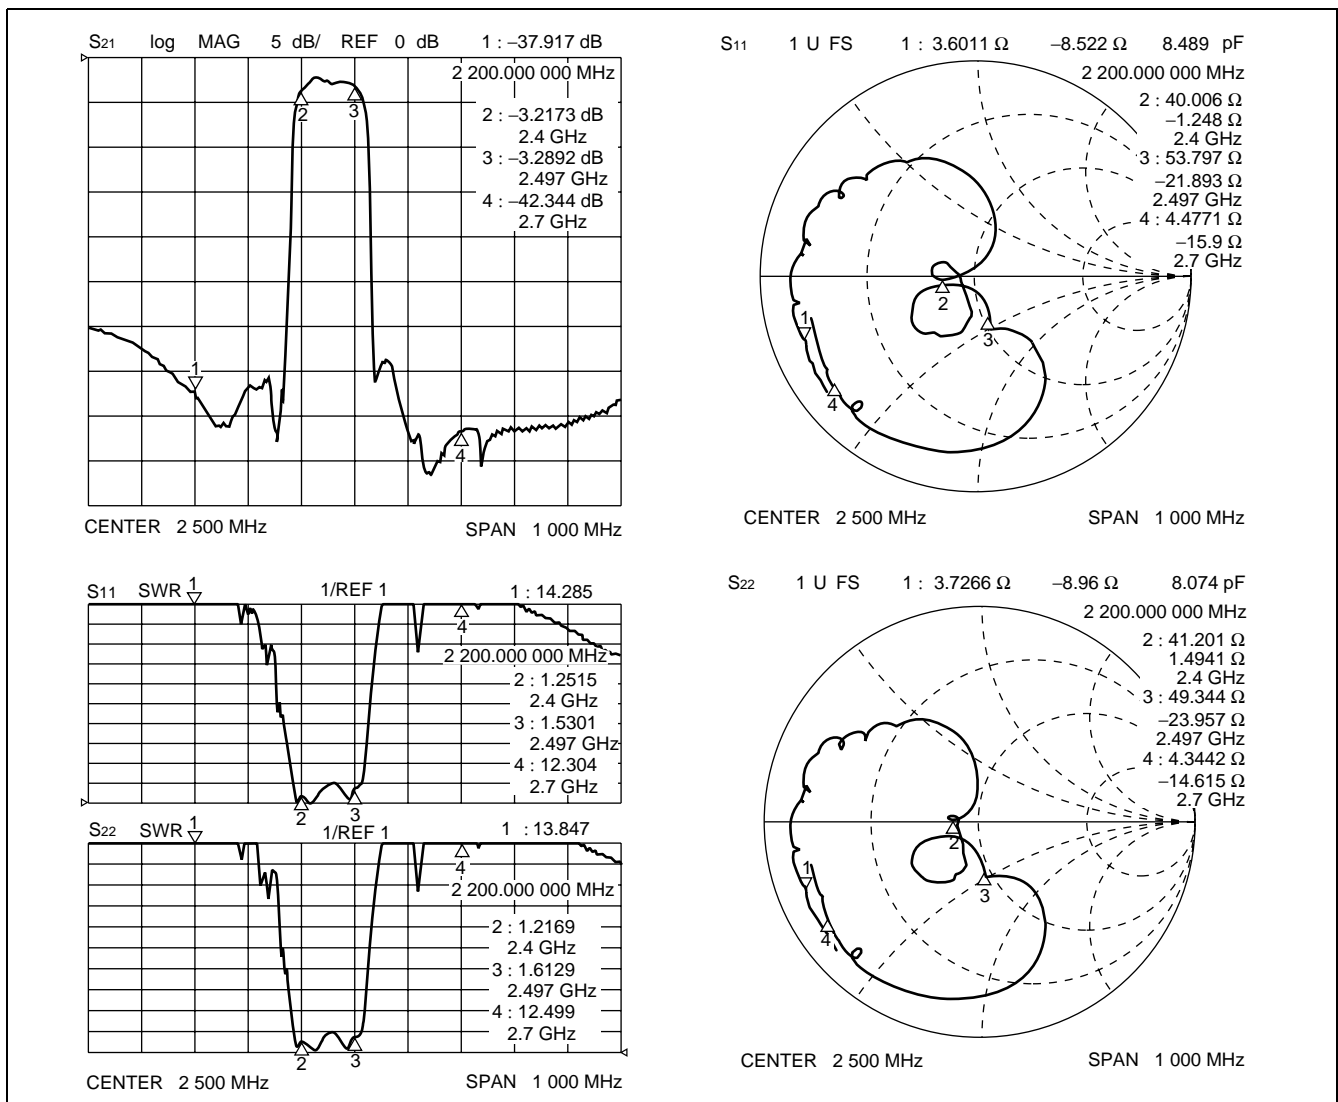 S21 log MAG 5 dB/ REF 0 dB 1 : –37.917 dB
2 200.000 000 MHz
2 : –3.2173 dB
2.4 GHz
3 : –3.2892 dB
2.497 GHz
4 : –42.344 dB
2.7 GHz
2
3
1
4
CENTER 2 500 MHz SPAN 1 000 MHz
S11 1 U FS 1 : 3.6011 Ω –8.522 Ω 8.489 pF
2 200.000 000 MHz
2 : 40.006 Ω
-1.248 Ω
2.4 GHz
3 : 53.797 Ω
–21.893 Ω
2.497 GHz
4 : 4.4771 Ω
–15.9 Ω
2.7 GHz
2
1
3
4
CENTER 2 500 MHz SPAN 1 000 MHz
S11 SWR 1 1/REF 1 1 : 14.285
4
2 200.000 000 MHz
2 : 1.2515
2.4 GHz
3 : 1.5301
2.497 GHz
4 : 12.304
2.7 GHz
2 3
S22 SWR 1 1/REF 1 1 :13.847
4
2 200.000 000 MHz
2 : 1.2169
2.4 GHz
3 : 1.6129
2.497 GHz
4 : 12.499
2.7 GHz
2 3
CENTER 2 500 MHz SPAN 1 000 MHz
S22 1 U FS 1 : 3.7266 Ω –8.96 Ω 8.074 pF
2 200.000 000 MHz
2 : 41.201 Ω
1.4941 Ω
2.4 GHz
3 : 49.344 Ω
–23.957 Ω
2.497 GHz
4 : 4.3442 Ω
–14.615 Ω
2.7 GHz
2
1
3
4
CENTER 2 500 MHz SPAN 1 000 MHz